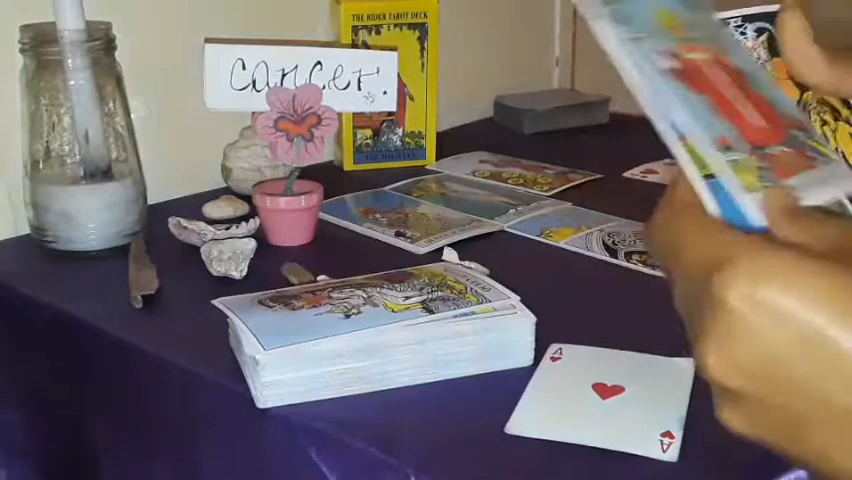 THE RIDER TAROT DECK
Cancer.
THE MAGICIAN.
A
A